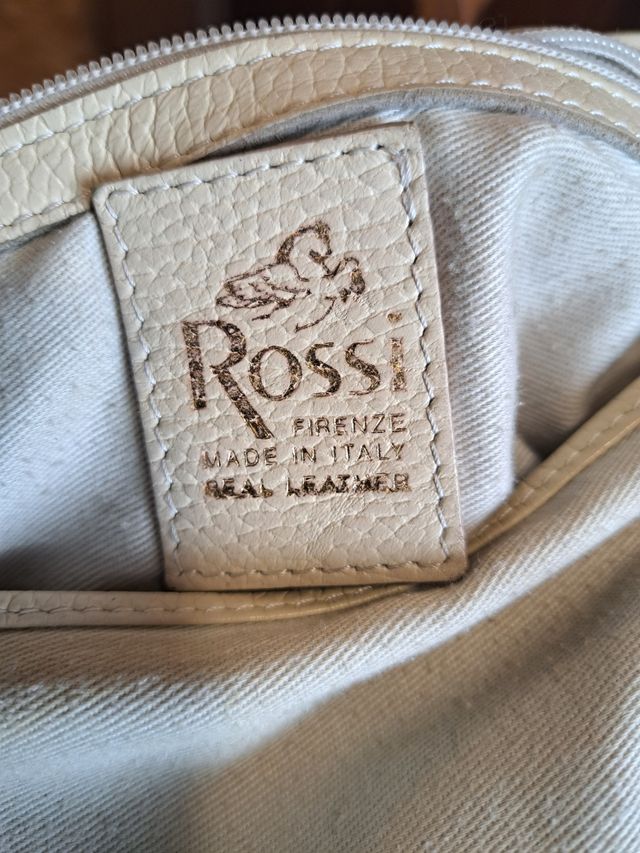 Rossi
FIRENZE
MADE IN ITALY
REAL LEATHER